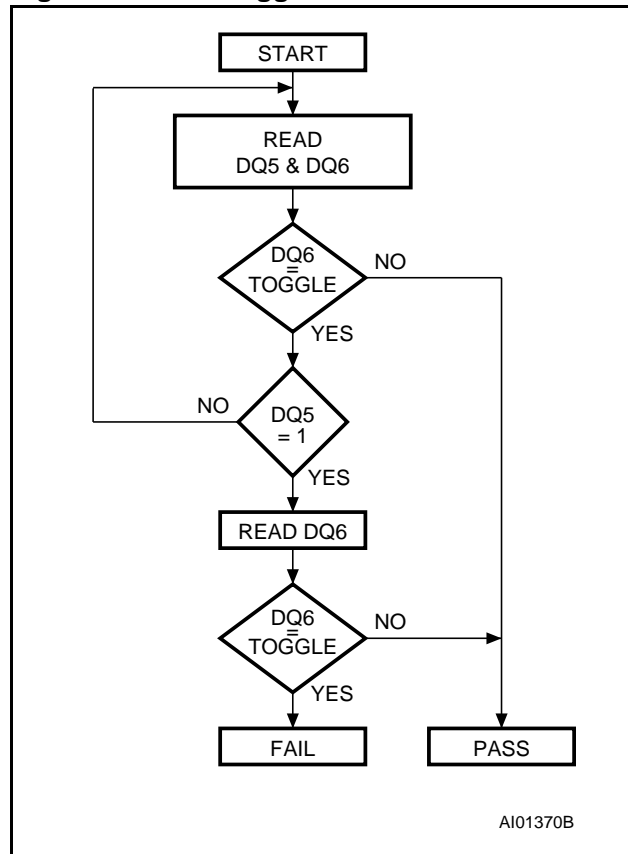 START
READ
DQ5 & DQ6
DQ6
=
TOGGLE
NO
YES
NO
DQ5
= 1
YES
READ DQ6
DQ6
=
TOGGLE
NO
YES
FAIL
PASS
AI01370B